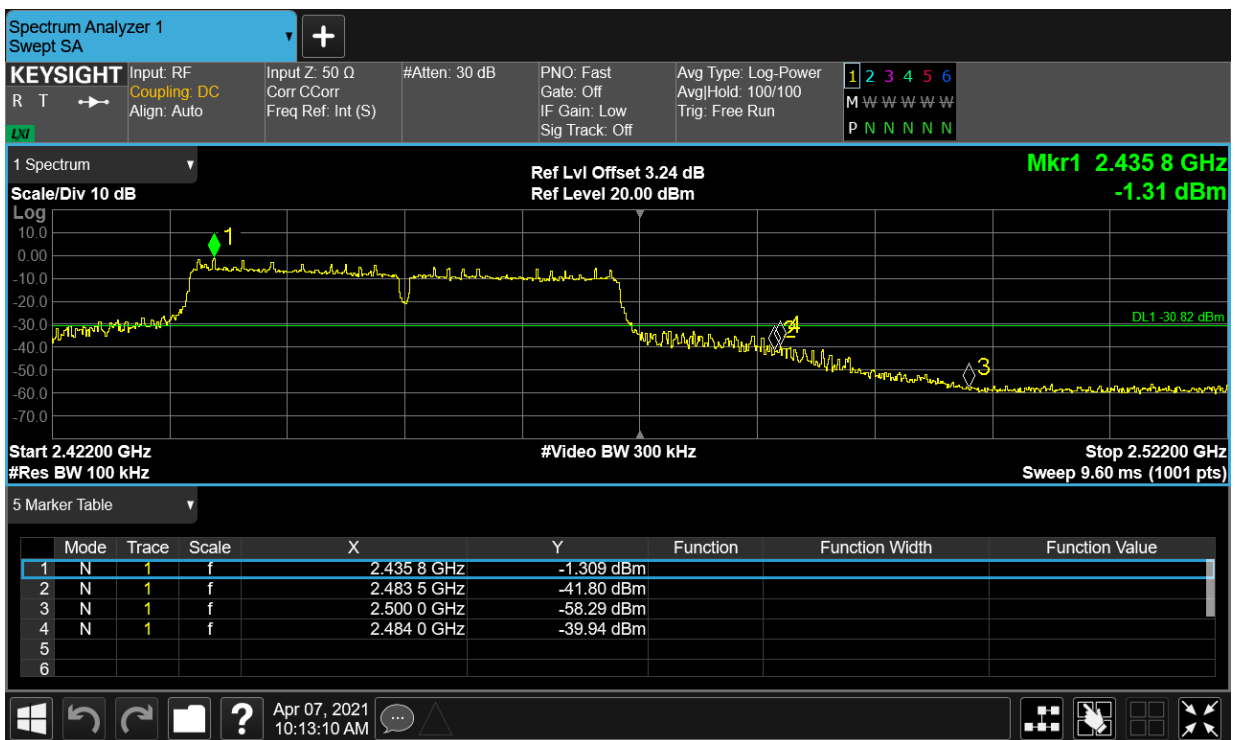 Spectrum Analyzer 1
Swept SA
KEYSIGHT
R T
LXI
Input: RF
Coupling: DC
Align: Auto
Input Z: 50 Ω
Corr CCorr
Freq Ref: Int (S)
#Atten: 30 dB
PNO: Fast
Gate: Off
IF Gain: Low
Sig Track: Off
Avg Type: Log-Power
Avg|Hold: 100/100
Trig: Free Run
1 2 3 4 5 6
M W W W W W
P N N N N N
1 Spectrum
Scale/Div 10 dB
Ref Lvl Offset 3.24 dB
Ref Level 20.00 dBm
Mkr1 2.435 8 GHz
-1.31 dBm
Log
10.0
0.00
-10.0
-20.0
-30.0
-40.0
-50.0
-60.0
-70.0
1
2
4
3
DL1 -30.82 dBm
Start 2.42200 GHz
#Video BW 300 kHz
Stop 2.52200 GHz
#Res BW 100 kHz
Sweep 9.60 ms (1001 pts)
5 Marker Table
Mode Trace Scale X Y Function Function Width Function Value
1 N 1 f 2.435 8 GHz -1.309 dBm
2 N 1 f 2.483 5 GHz -41.80 dBm
3 N 1 f 2.500 0 GHz -58.29 dBm
4 N 1 f 2.484 0 GHz -39.94 dBm
5
6
?
Apr 07, 2021
10:13:10 AM